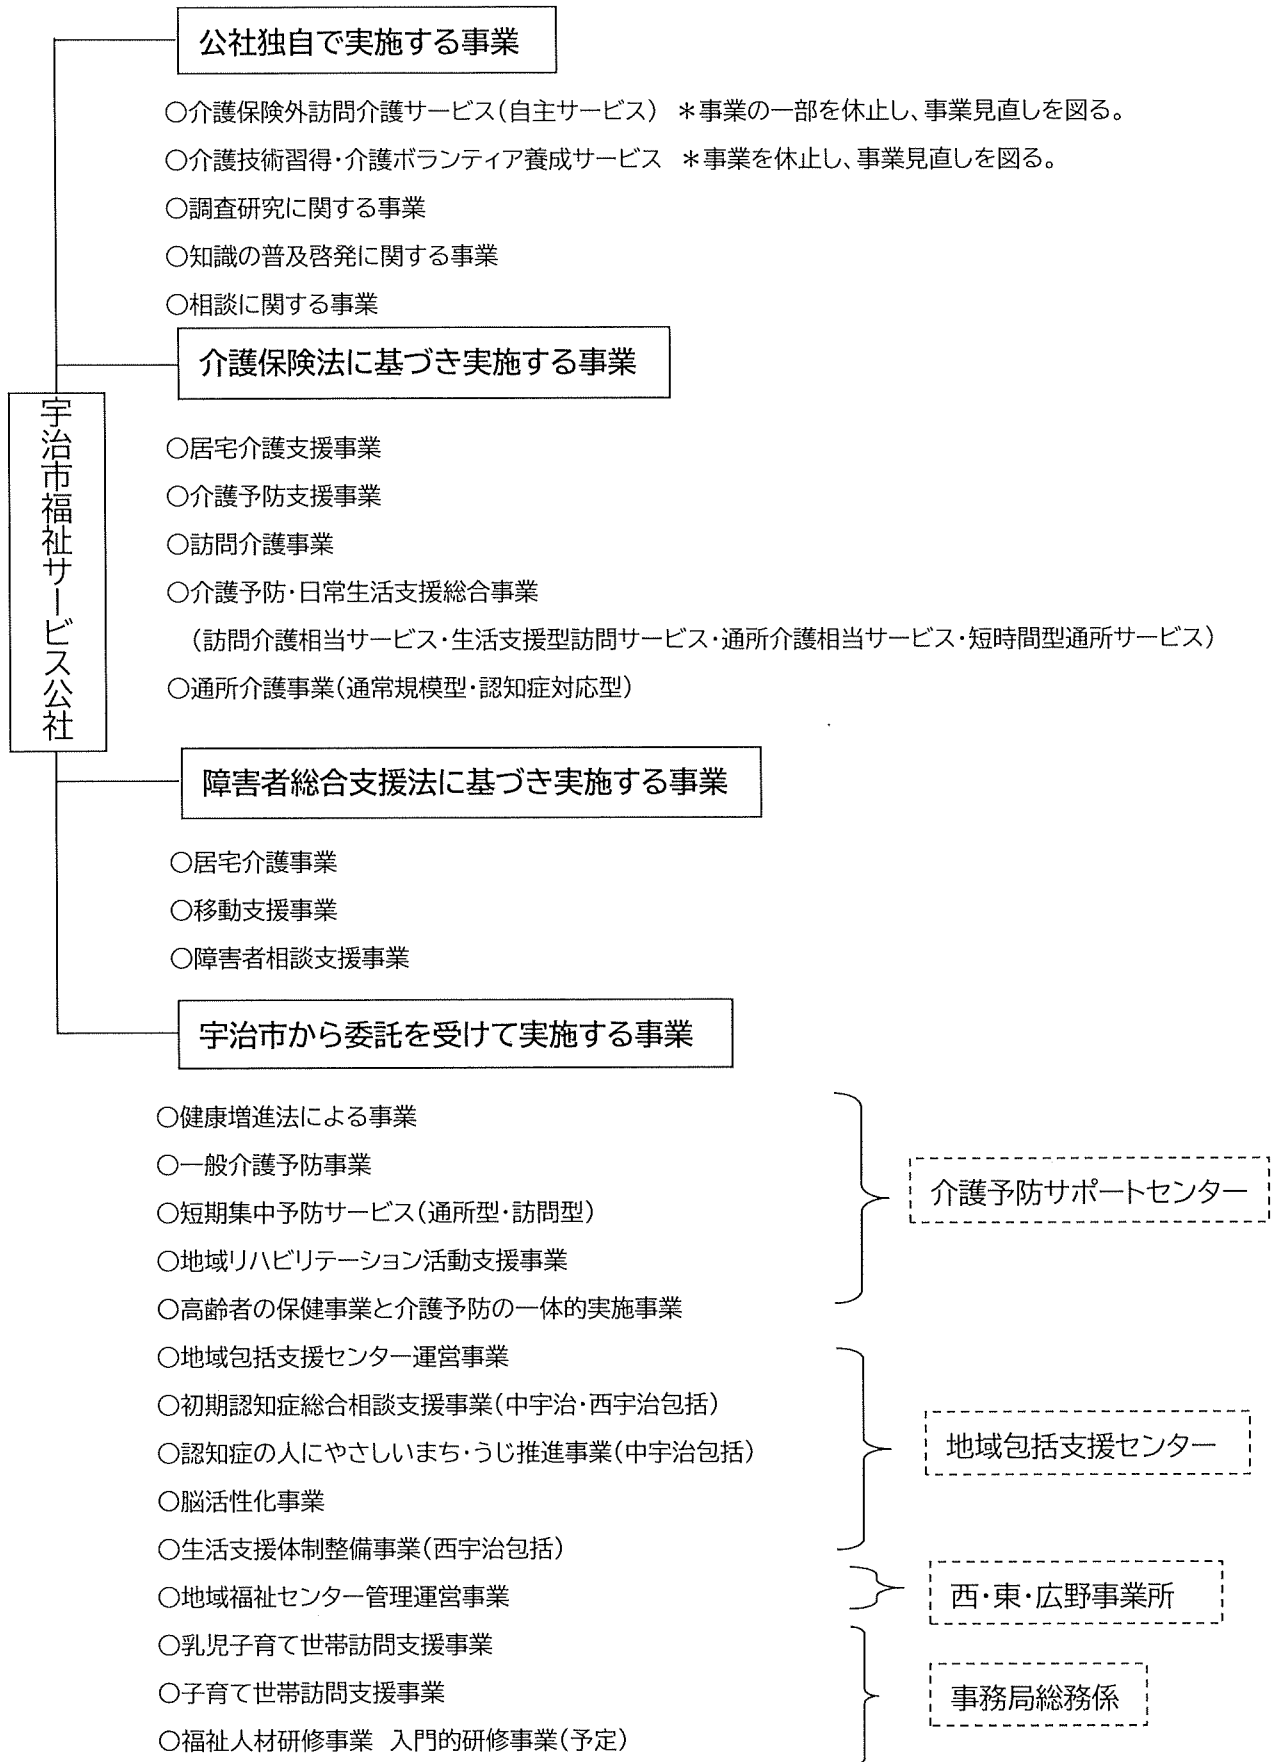 公社独自で実施する事業
○介護保険外訪問介護サービス(自主サービス) *事業の一部を休止し、事業見直しを図る。
○介護技術習得・介護ボランティア養成サービス *事業を休止し、事業見直しを図る。
○調査研究に関する事業
○知識の普及啓発に関する事業
○相談に関する事業
介護保険法に基づき実施する事業
宇治市福祉サービス公社
○居宅介護支援事業
○介護予防支援事業
○訪問介護事業
○介護予防・日常生活支援総合事業
(訪問介護相当サービス・生活支援型訪問サービス・通所介護相当サービス・短時間型通所サービス)
○通所介護事業(通常規模型・認知症対応型)
障害者総合支援法に基づき実施する事業
○居宅介護事業
○移動支援事業
○障害者相談支援事業
宇治市から委託を受けて実施する事業
○健康増進法による事業
○一般介護予防事業
○短期集中予防サービス(通所型・訪問型)
○地域リハビリテーション活動支援事業
○高齢者の保健事業と介護予防の一体的実施事業
介護予防サポートセンター
○地域包括支援センター運営事業
○初期認知症総合相談支援事業(中宇治・西宇治包括)
○認知症の人にやさしいまち・うじ推進事業(中宇治包括)
○脳活性化事業
○生活支援体制整備事業(西宇治包括)
地域包括支援センター
○地域福祉センター管理運営事業
西・東・広野事業所
○乳児子育て世帯訪問支援事業
○子育て世帯訪問支援事業
○福祉人材研修事業 入門的研修事業(予定)
事務局総務係